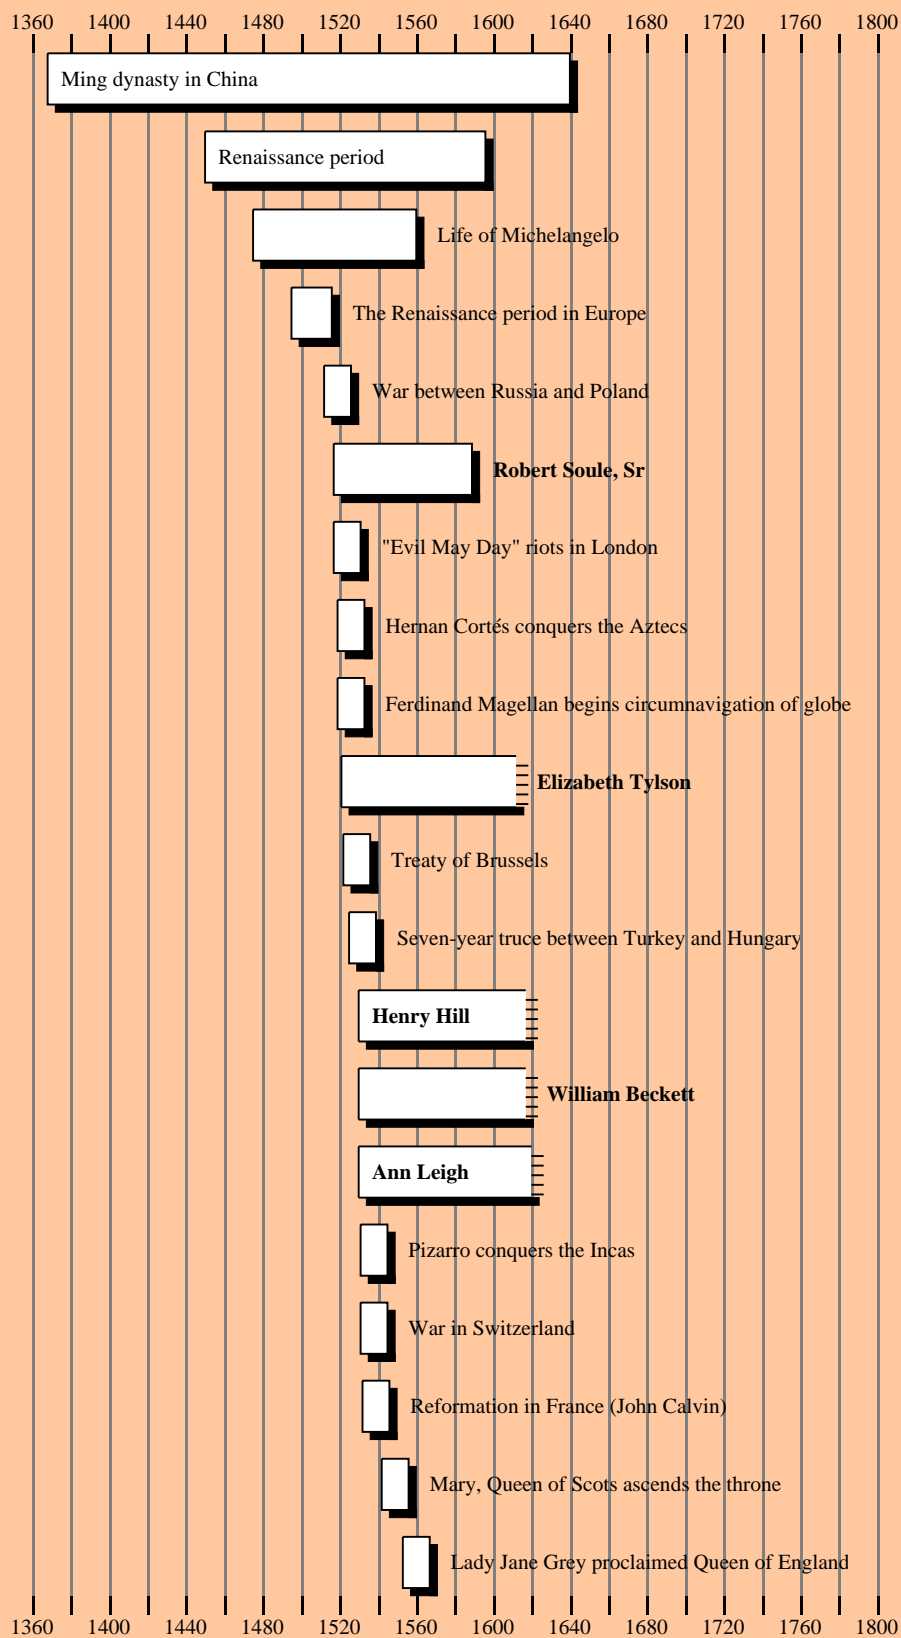 1360 1400 1440 1480 1520 1560 1600 1640 1680 1720 1760 1800
Ming dynasty in China
Renaissance period
Life of Michelangelo
The Renaissance period in Europe
War between Russia and Poland
Robert Soule, Sr
"Evil May Day" riots in London
Hernan Cortés conquers the Aztecs
Ferdinand Magellan begins circumnavigation of globe
Elizabeth Tylson
Treaty of Brussels
Seven-year truce between Turkey and Hungary
Henry Hill
William Beckett
Ann Leigh
Pizarro conquers the Incas
War in Switzerland
Reformation in France (John Calvin)
Mary, Queen of Scots ascends the throne
Lady Jane Grey proclaimed Queen of England
1360 1400 1440 1480 1520 1560 1600 1640 1680 1720 1760 1800